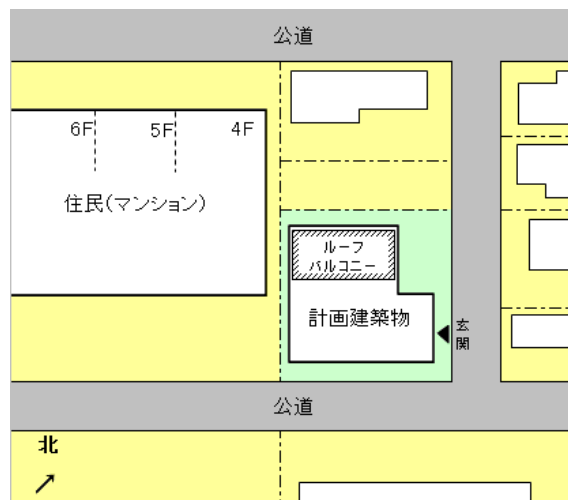 公道
6F 5F 4F
住民(マンション)
ルーフ
バルコニー
計画建築物
玄関
公道
北